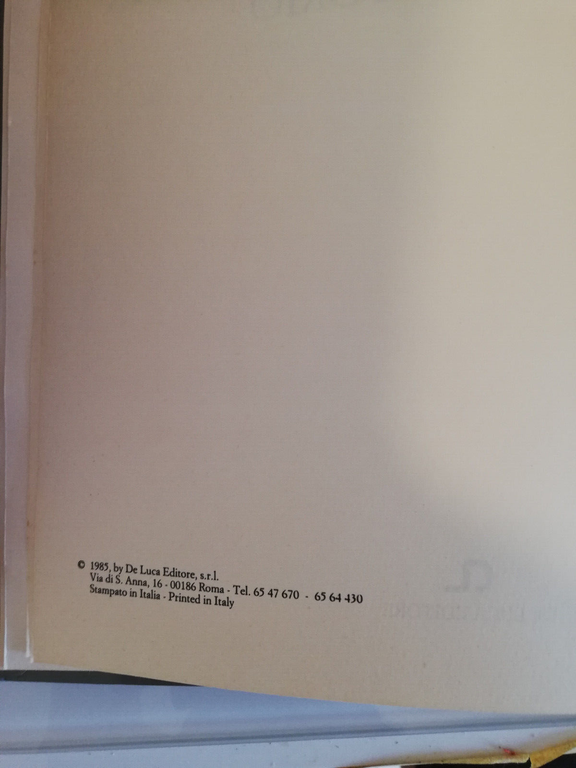 © 1985, by De Luca Editore, s.r.l.
Via di S. Anna, 16 - 00186 Roma - Tel. 65 47 670 - 65 64 430
Stampato in Italia - Printed in Italy